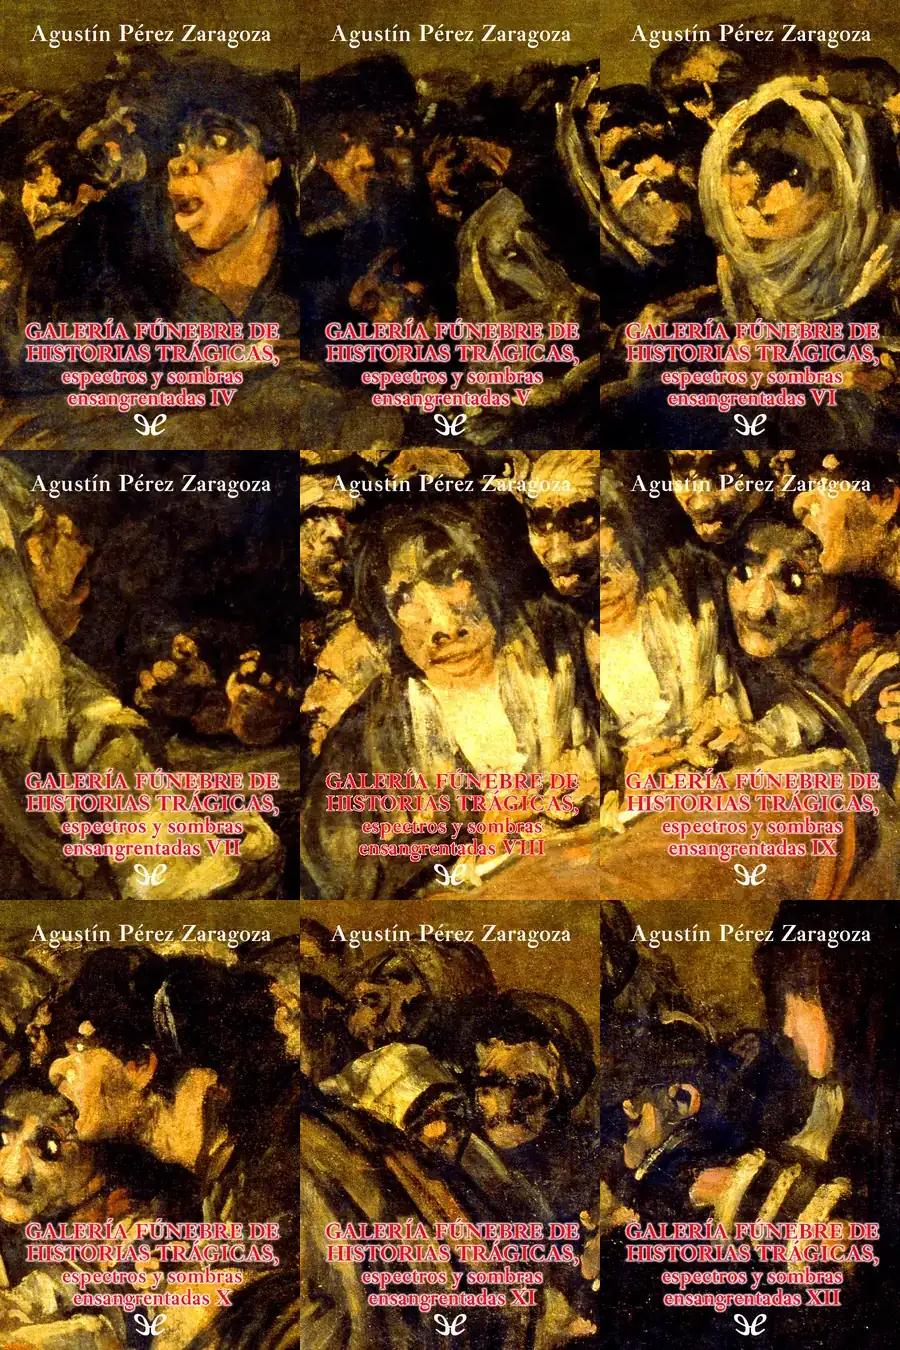 Agustín Pérez Zaragoza
GALERÍA FÚNEBRE DE
HISTORIAS TRÁGICAS,
espectros y sombras
ensangrentadas IV
Agustín Pérez Zaragoza
GALERÍA FÚNEBRE DE
HISTORIAS TRÁGICAS,
espectros y sombras
ensangrentadas V
Agustín Pérez Zaragoza
GALERÍA FÚNEBRE DE
HISTORIAS TRÁGICAS,
espectros y sombras
ensangrentadas VI
Agustín Pérez Zaragoza
GALERÍA FÚNEBRE DE
HISTORIAS TRÁGICAS,
espectros y sombras
ensangrentadas VII
Agustín Pérez Zaragoza
GALERÍA FÚNEBRE DE
HISTORIAS TRÁGICAS,
espectros y sombras
ensangrentadas VIII
Agustín Pérez Zaragoza
GALERÍA FÚNEBRE DE
HISTORIAS TRÁGICAS,
espectros y sombras
ensangrentadas IX
Agustín Pérez Zaragoza
GALERÍA FÚNEBRE DE
HISTORIAS TRÁGICAS,
espectros y sombras
ensangrentadas X
Agustín Pérez Zaragoza
GALERÍA FÚNEBRE DE
HISTORIAS TRÁGICAS,
espectros y sombras
ensangrentadas XI
Agustín Pérez Zaragoza
GALERÍA FÚNEBRE DE
HISTORIAS TRÁGICAS,
espectros y sombras
ensangrentadas XII